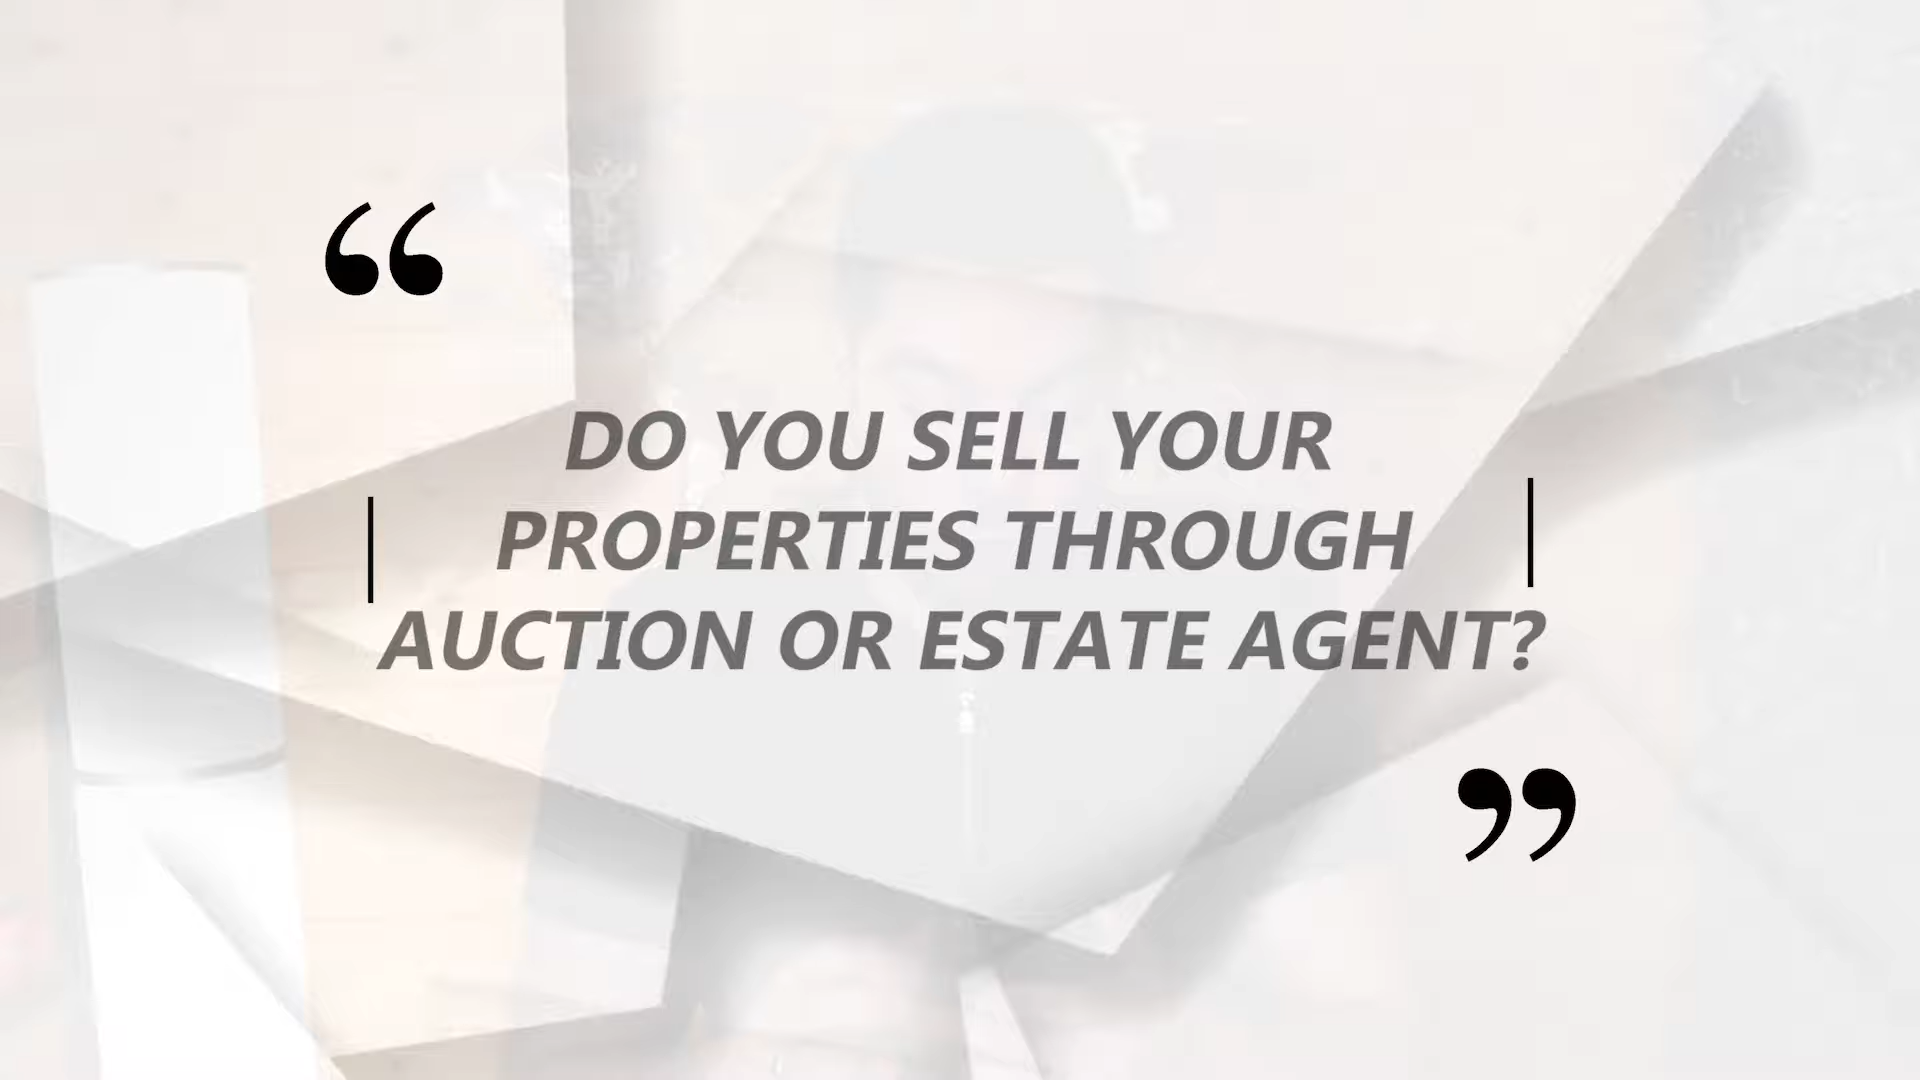 “
DO YOU SELL YOUR
PROPERTIES THROUGH
AUCTION OR ESTATE AGENT?
”